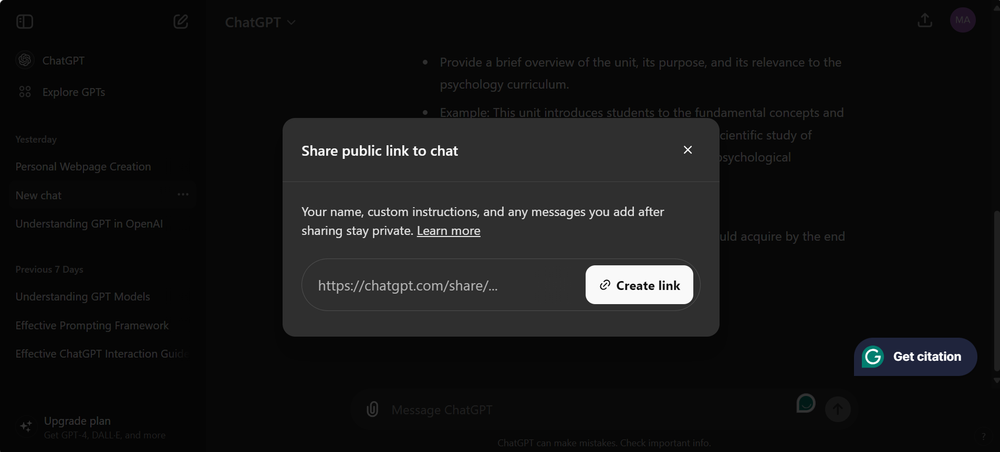 ChatGPT
MA
ChatGPT
Explore GPTs
Yesterday
Personal Webpage Creation
New chat
Understanding GPT in OpenAI
Previous 7 Days
Understanding GPT Models
Effective Prompting Framework
Effective ChatGPT Interaction Guide
Upgrade plan
Get GPT-4, DALL·E, and more
Provide a brief overview of the unit, its purpose, and its relevance to the
psychology curriculum.
Example: This unit introduces students to the fundamental concepts and
cientific study of
psychological
uld acquire by the end
Share public link to chat
Your name, custom instructions, and any messages you add after
sharing stay private. Learn more
https://chatgpt.com/share/...
Create link
G Get citation
Message ChatGPT
ChatGPT can make mistakes. Check important info.
?